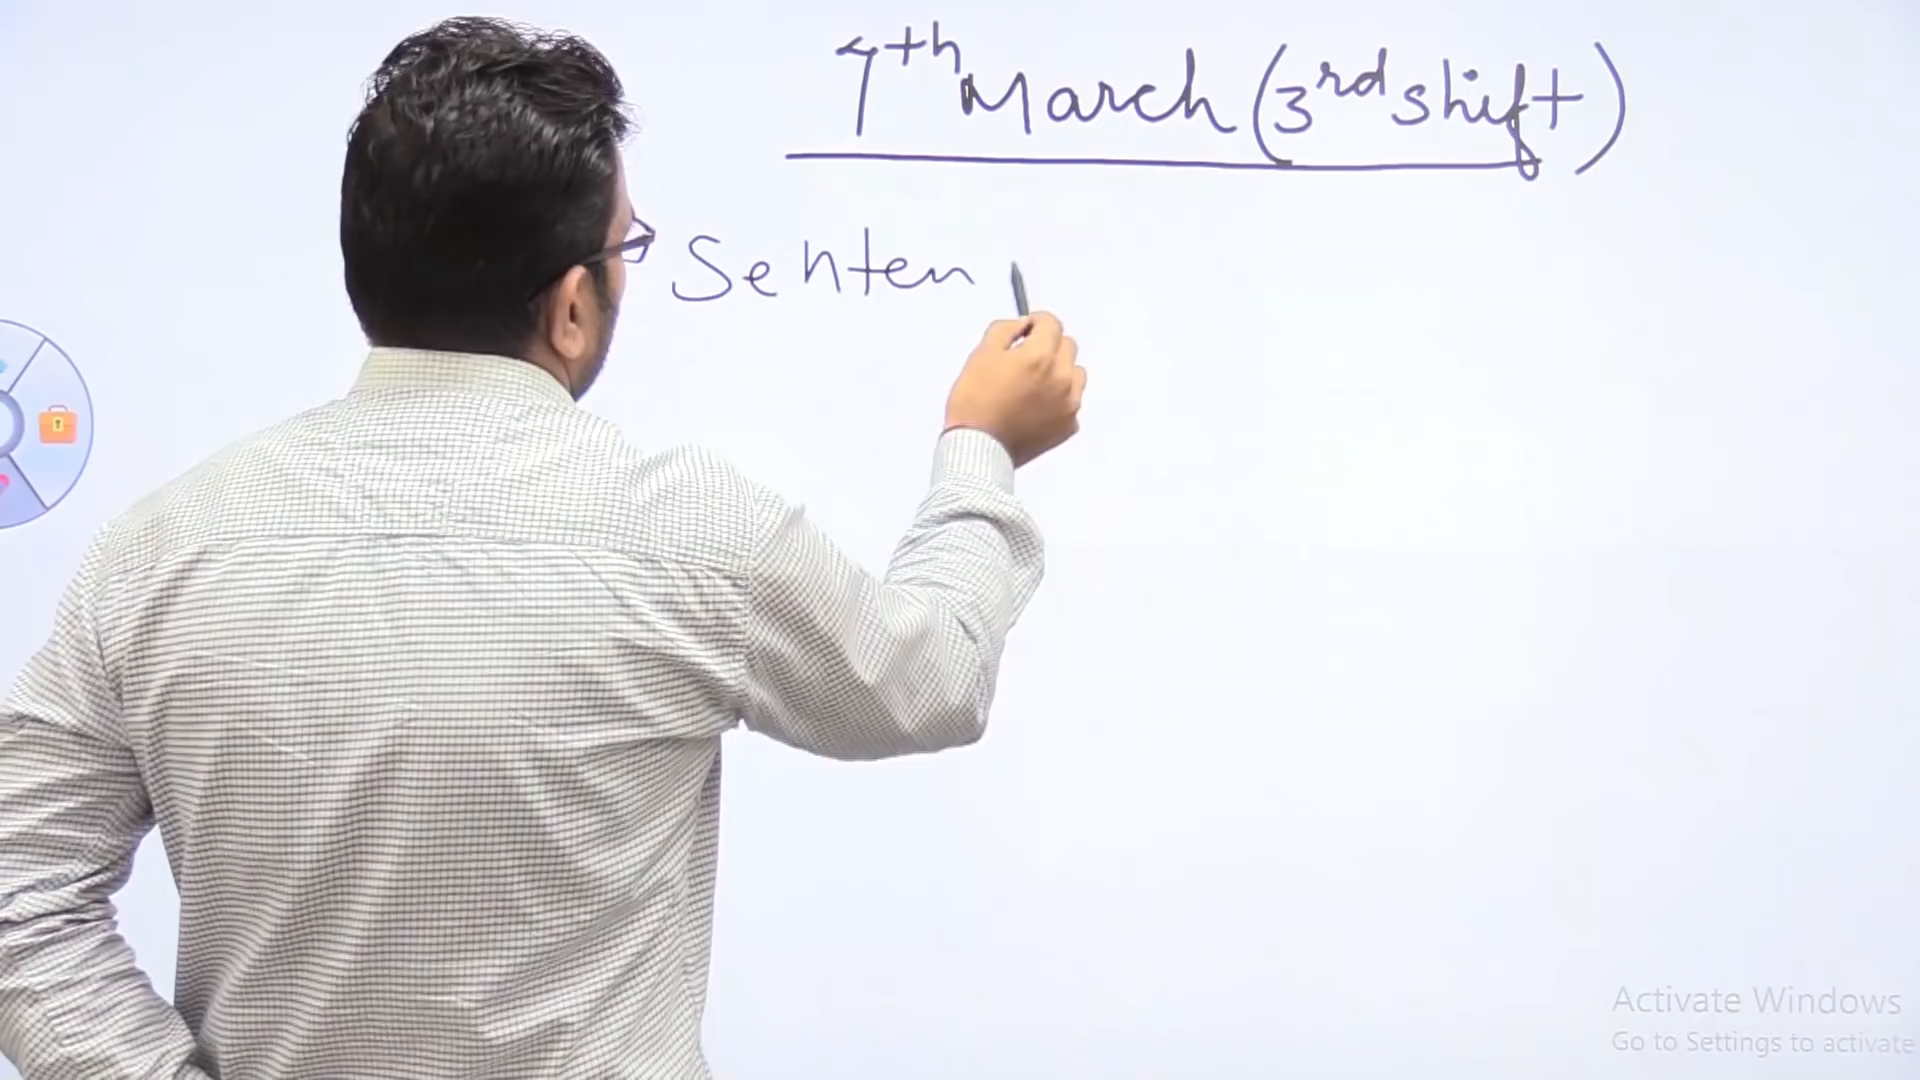 7th March (3rd shift)
Senten
Activate Windows
Go to Settings to activate